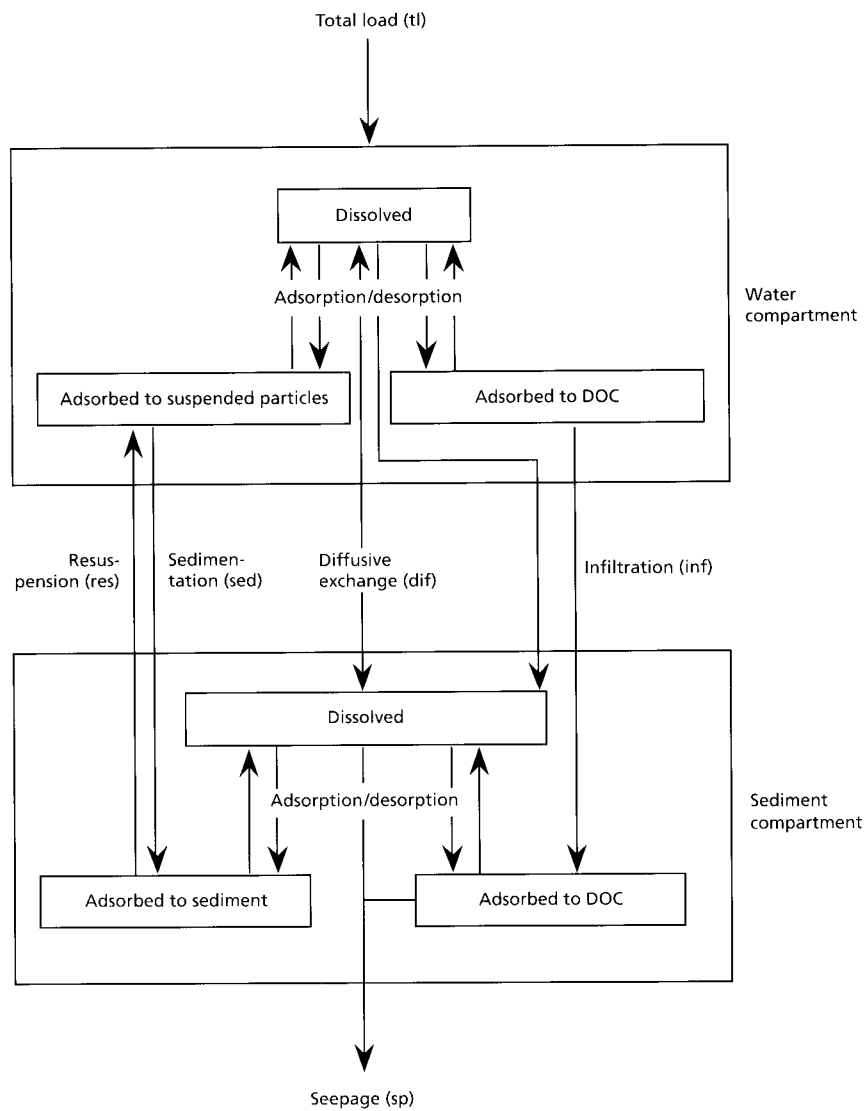 Total load (tl)
Dissolved
Adsorption/desorption
Water
compartment
Adsorbed to suspended particles
Adsorbed to DOC
Resus-
pension (res)
Sedimen-
tation (sed)
Diffusive
exchange (dif)
Infiltration (inf)
Dissolved
Adsorption/desorption
Sediment
compartment
Adsorbed to sediment
Adsorbed to DOC
Seepage (sp)